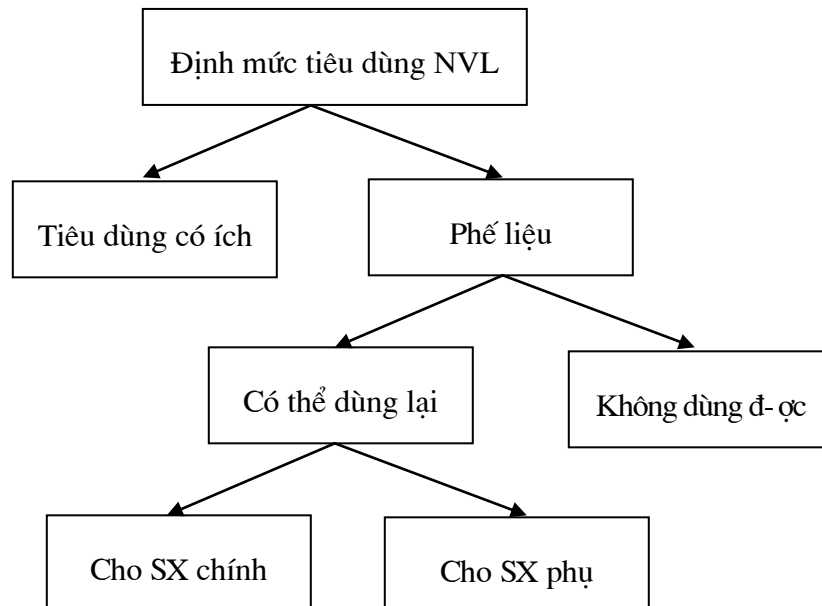 Định mức tiêu dùng NVL
Tiêu dùng có ích
Phế liệu
Có thể dùng lại
Không dùng đ- ợc
Cho SX chính
Cho SX phụ